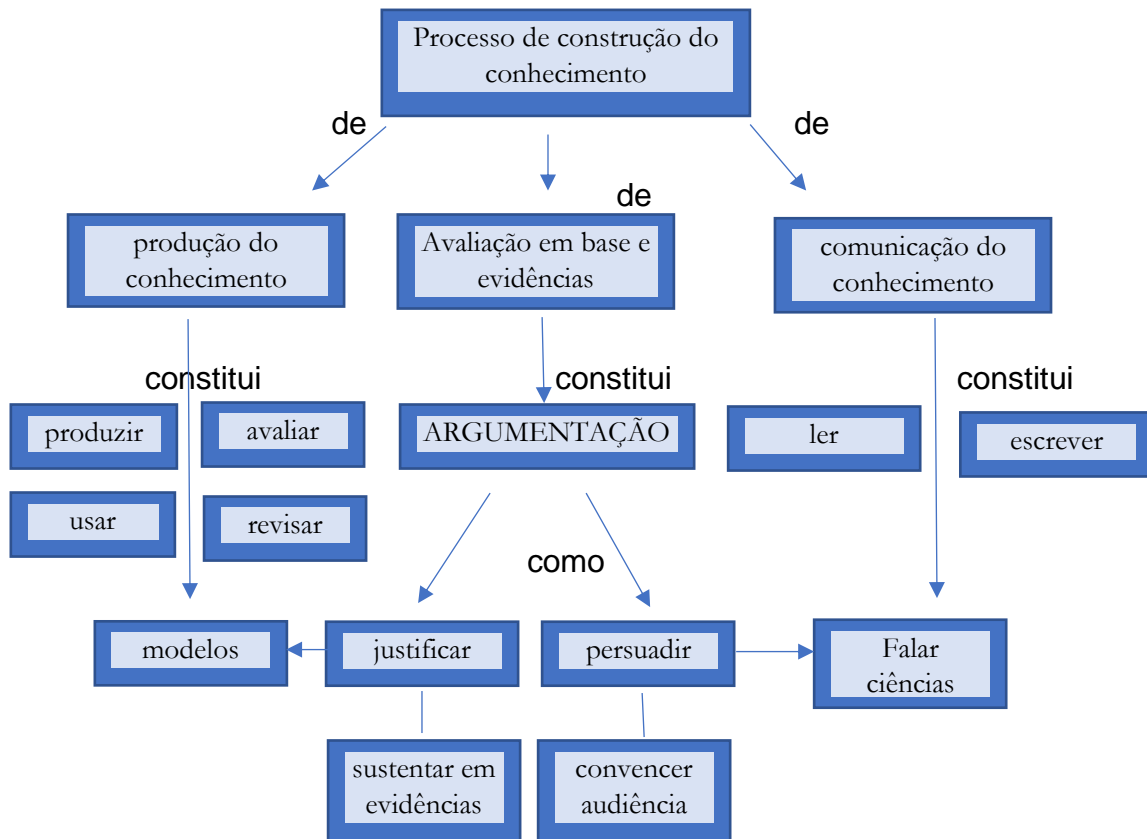 Processo de construção do
conhecimento
de
de
de
produção do
conhecimento
Avaliação em base e
evidências
comunicação do
conhecimento
constitui
constitui
constitui
produzir
avaliar
ARGUMENTAÇÃO
ler
escrever
usar
revisar
como
modelos
justificar
persuadir
Falar
ciências
sustentar em
evidências
convencer
audiência